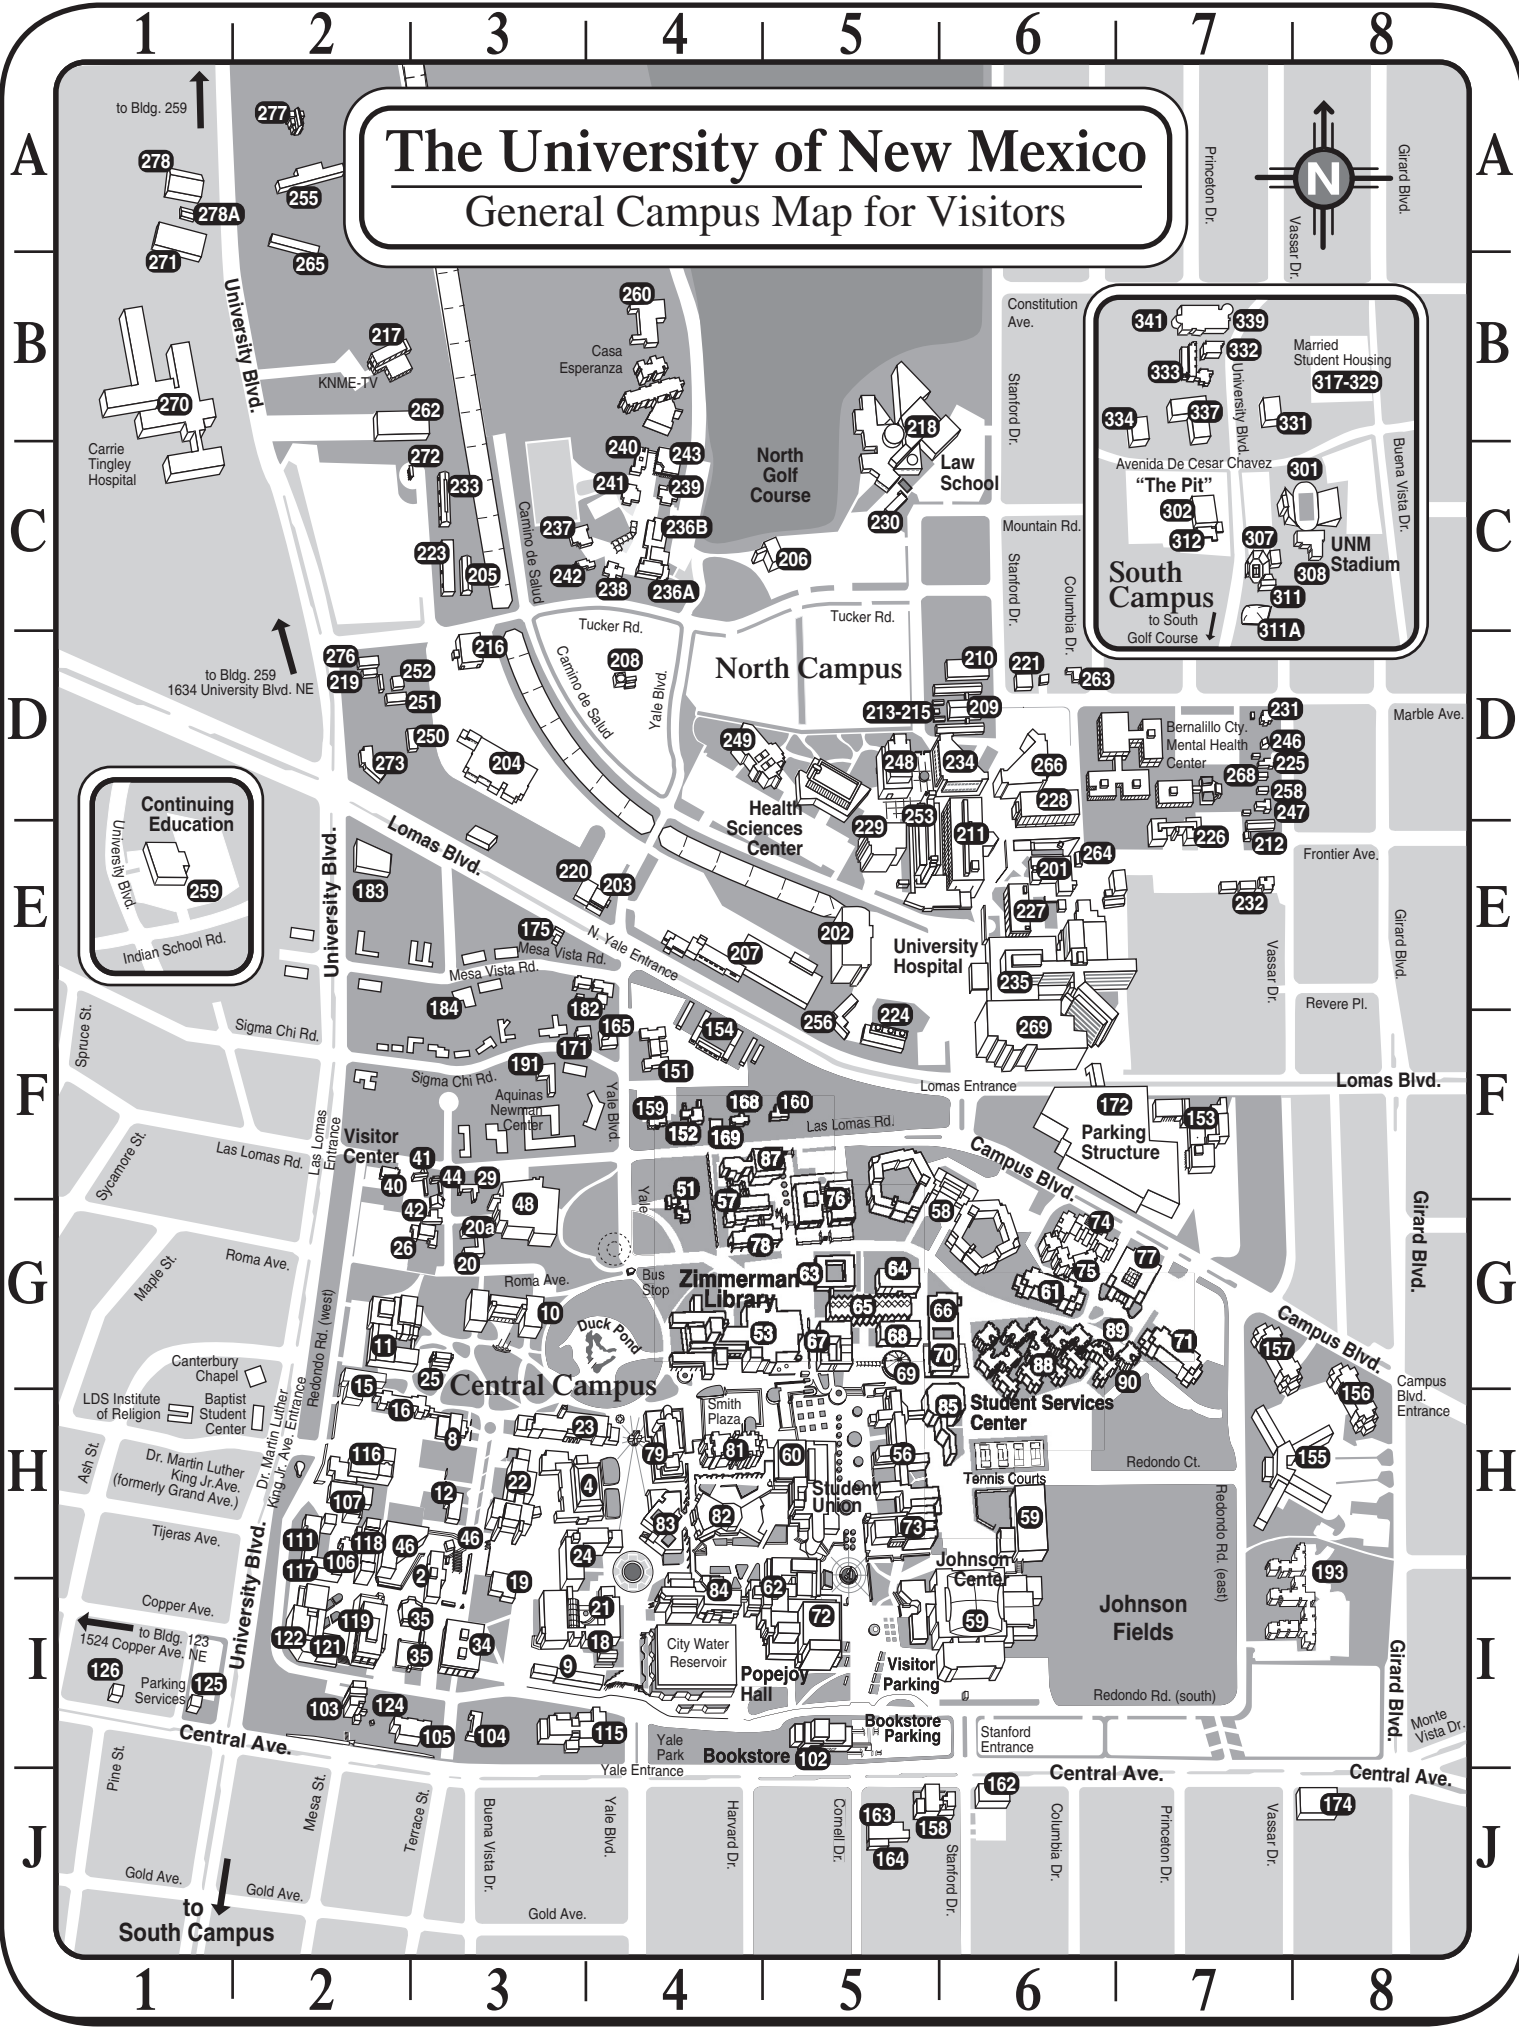 1 2 3 4 5 6 7 8
A
B
C
D
E
F
G
H
I
J
A
B
C
D
E
F
G
H
I
J
The University of New Mexico
General Campus Map for Visitors
N
to Bldg. 259
277
278
255
278A
271
265
Princeton Dr.
Vassar Dr.
Girard Blvd.
University Blvd.
217
KNME-TV
262
270
Carrie
Tingley
Hospital
260
Casa
Esperanza
Constitution
Ave.
Stanford Dr.
218
Law
School
230
North
Golf
Course
272
233
240
243
241
239
237
236B
242
238
236A
206
223
205
Camino de Salud
Mountain Rd.
Stanford Dr.
Columbia Dr.
341
339
332
333
Married
Student Housing
317-329
334
337
331
University Blvd.
Avenida De Cesar Chavez
"The Pit"
301
302
312
307
UNM
Stadium
308
311
311A
Buena Vista Dr.
South
Campus
to South
Golf Course
Tucker Rd.
Tucker Rd.
to Bldg. 259
1634 University Blvd. NE
276
219
252
251
250
273
216
204
208
Camino de Salud
Yale Blvd.
North Campus
210
221
263
213-215
209
249
248
234
266
228
Bernalillo Cty.
Mental Health
Center
231
246
225
268
258
247
226
212
Marble Ave.
Health
Sciences
Center
229
253
211
264
201
227
232
Frontier Ave.
Continuing
Education
University Blvd.
259
Indian School Rd.
University Blvd.
Lomas Blvd.
183
220
203
175
N. Yale Entrance
Mesa Vista Rd.
Mesa Vista Rd.
207
202
University
Hospital
235
Vassar Dr.
Girard Blvd.
Revere Pl.
184
182
165
171
154
151
256
224
269
Spruce St.
Sigma Chi Rd.
Sigma Chi Rd.
191
Aquinas
Newman
Center
Yale Blvd.
159
168
160
152
169
Las Lomas Rd.
Lomas Entrance
Lomas Blvd.
172
Parking
Structure
153
Campus Blvd.
Sycamore St.
Las Lomas Rd.
Las Lomas
Entrance
Visitor
Center
41
40
44
29
42
48
20a
26
20
Yale
51
87
57
76
78
58
74
75
77
61
Girard Blvd.
Roma Ave.
Maple St.
Roma Ave.
Bus
Stop
Zimmerman
Library
63
64
65
66
10
11
25
Duck Pond
53
67
68
69
70
88
89
90
71
157
156
Campus Blvd.
Campus
Blvd.
Entrance
Central Campus
Redondo Rd. (west)
Canterbury
Chapel
LDS Institute
of Religion
Baptist
Student
Center
Dr. Martin Luther
King Jr. Ave. Entrance
Dr. Martin Luther
King Jr.Ave.
(formerly Grand Ave.)
Ash St.
15
16
8
23
Smith
Plaza
85
Student Services
Center
116
107
12
22
4
79
81
60
56
Student
Union
Tennis Courts
Redondo Ct.
155
Tijeras Ave.
111
118
46
46
117
106
2
83
82
73
59
24
19
Johnson
Center
Redondo Rd. (east)
193
University Blvd.
Copper Ave.
to Bldg. 123
1524 Copper Ave. NE
122
121
119
35
35
34
21
18
9
84
62
72
59
Johnson
Fields
City Water
Reservoir
Popejoy
Hall
Visitor
Parking
126
Parking
Services
125
103
124
105
104
115
Yale
Park
Bookstore
102
Bookstore
Parking
Redondo Rd. (south)
Stanford
Entrance
Girard Blvd.
Monte
Vista Dr.
Central Ave.
Yale Entrance
Central Ave.
Central Ave.
Pine St.
Mesa St.
Terrace St.
Buena Vista Dr.
Yale Blvd.
Harvard Dr.
Cornell Dr.
163
158
164
162
Stanford Dr.
Columbia Dr.
Princeton Dr.
Vassar Dr.
174
Gold Ave.
Gold Ave.
Gold Ave.
to
South Campus
1 2 3 4 5 6 7 8